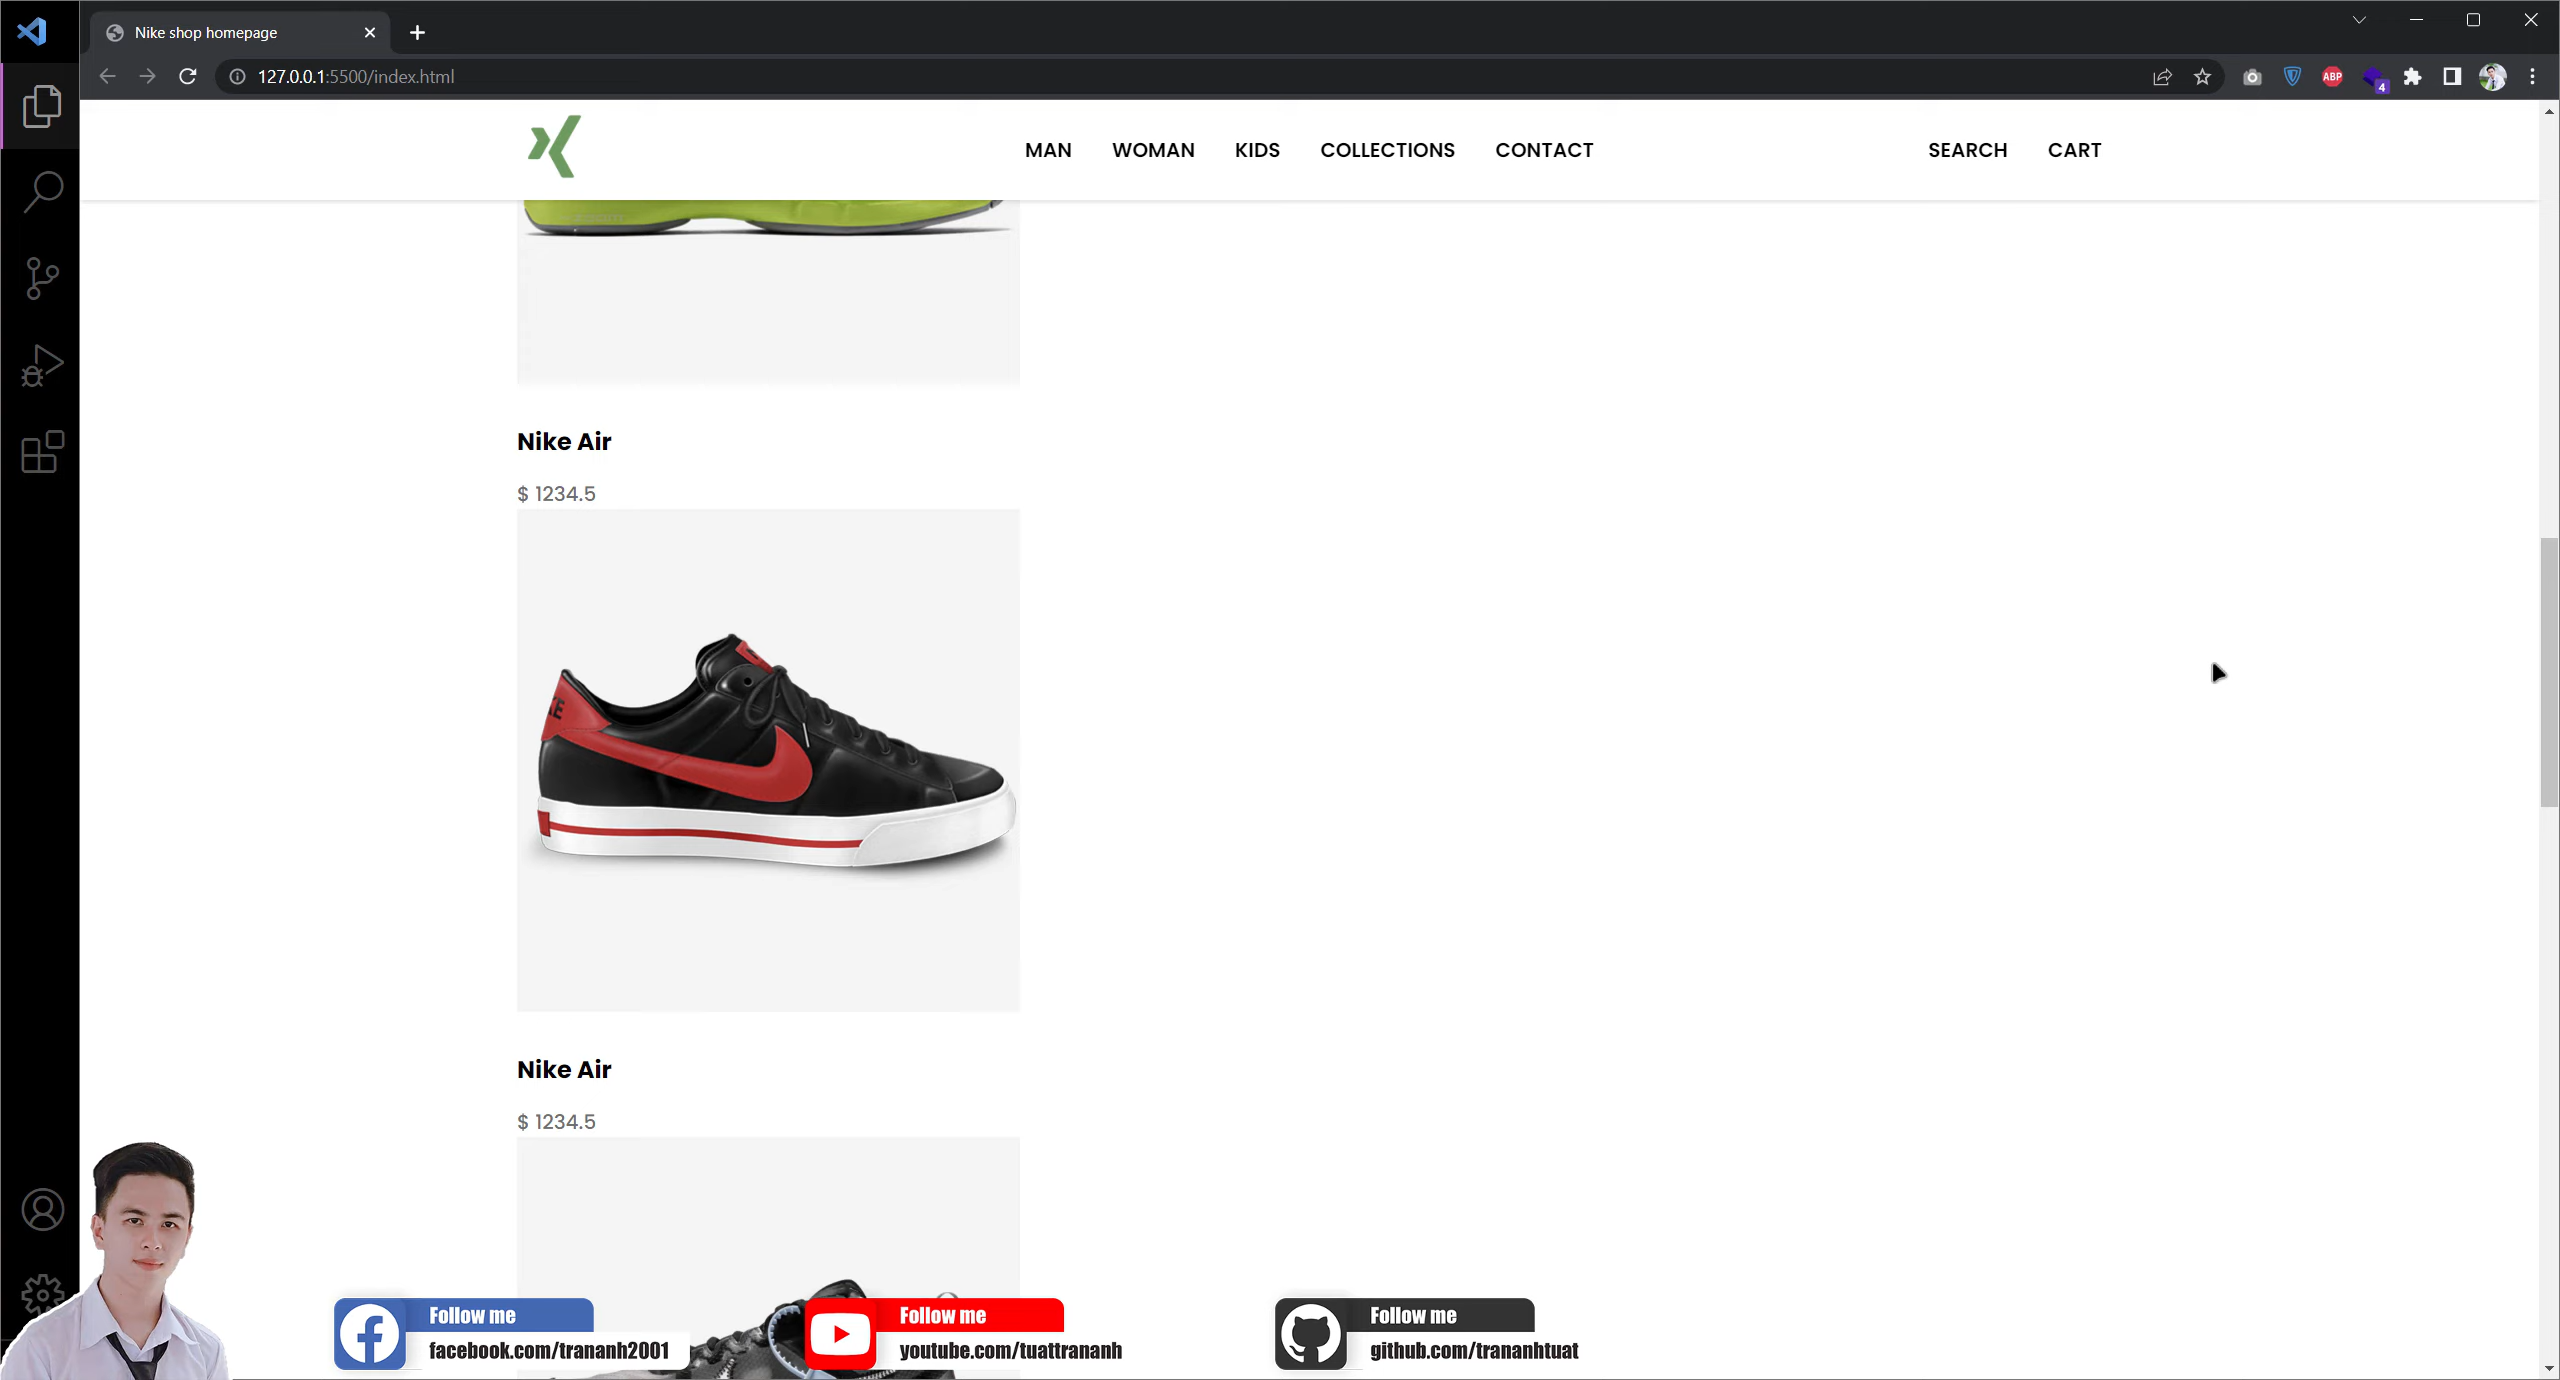 Nike shop homepage
127.0.0.1:5500/index.html
ABP
4
MAN WOMAN KIDS COLLECTIONS CONTACT SEARCH CART
Nike Air
$ 1234.5
Nike Air
$ 1234.5
Follow me
facebook.com/trananh2001
Follow me
youtube.com/tuattrananh
Follow me
github.com/trananhtuat